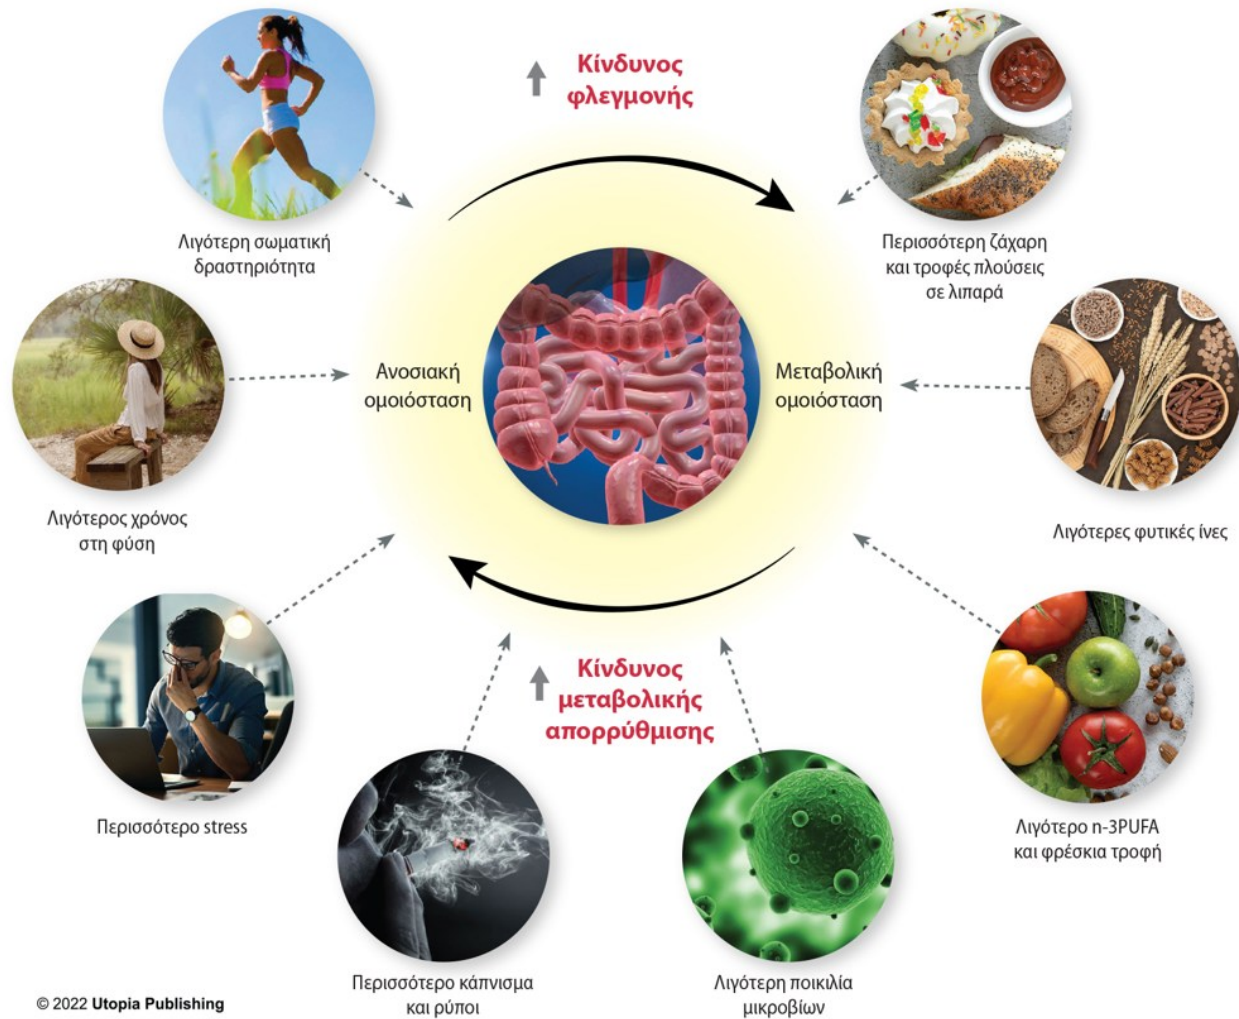 Κίνδυνος
φλεγμονής
Λιγότερη σωματική
δραστηριότητα
Περισσότερη ζάχαρη
και τροφές πλούσεις
σε λιπαρά
Ανοσιακή
ομοιόσταση
Μεταβολική
ομοιόσταση
Λιγότερος χρόνος
στη φύση
Λιγότερες φυτικές ίνες
Κίνδυνος
μεταβολικής
απορρύθμισης
Περισσότερο stress
Λιγότερο n-3PUFA
και φρέσκια τροφή
Περισσότερο κάπνισμα
και ρύποι
Λιγότερη ποικιλία
μικροβίων
© 2022 Utopia Publishing